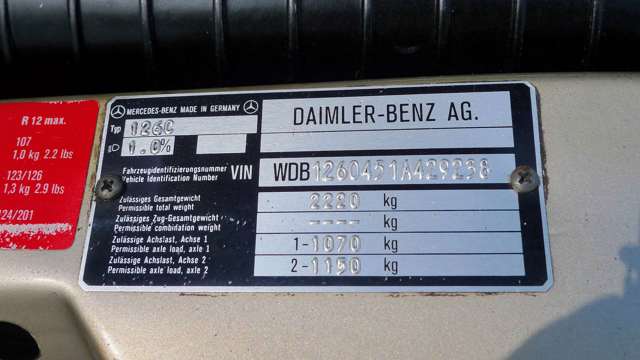 R 12 max.
107
1,0 kg 2.2 lbs
123/126
1,3 kg 2.9 lbs
124/201
MERCEDES-BENZ MADE IN GERMANY
Typ 126C
1.0%
DAIMLER-BENZ AG.
Fahrzeugidentifizierungsnummer
Vehicle Identification Number
VIN
WDB1260451A429238
Zulässiges Gesamtgewicht
Permissible total weight
2220 kg
Zulässiges Zug-Gesamtgewicht
Permissible combination weight
---- kg
Zulässige Achslast, Achse 1
Permissible axle load, axle 1
1-1070 kg
Zulässige Achslast, Achse 2
Permissible axle load, axle 2
2-1150 kg